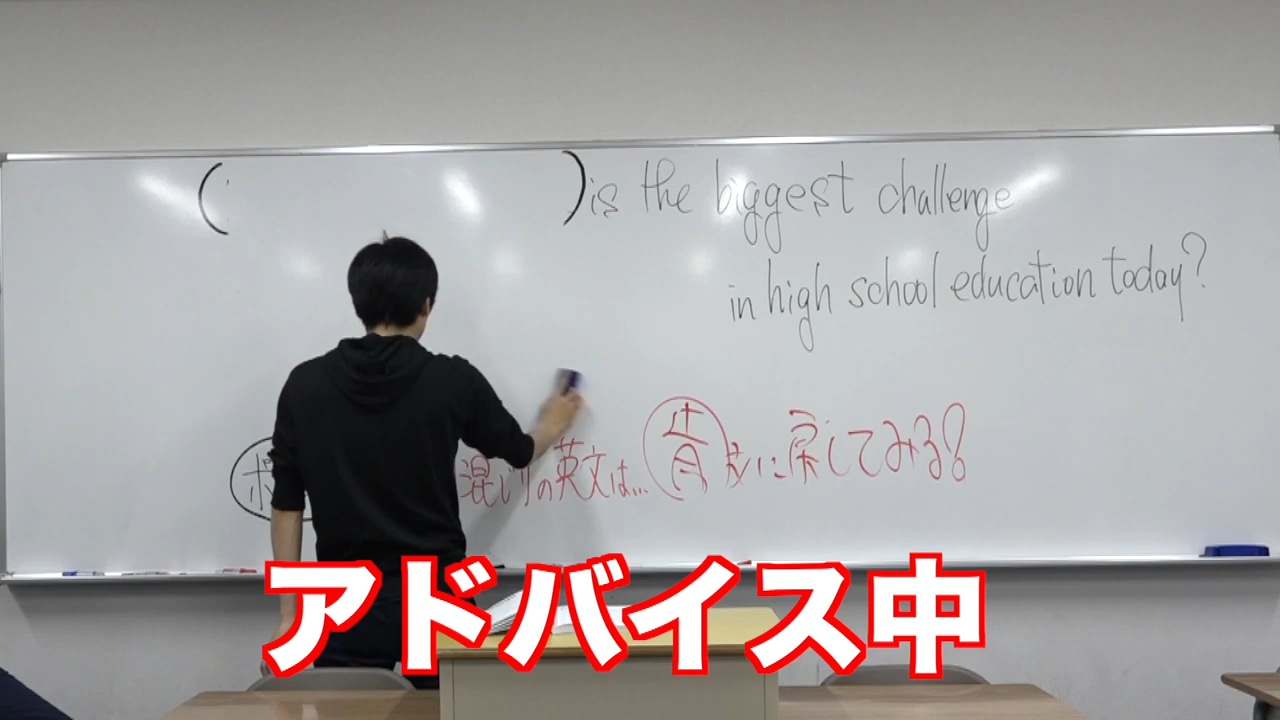 ( ) is the biggest challenge
in high school education today?
混じりの英文は… 肯文に戻してみる?
アドバイス中